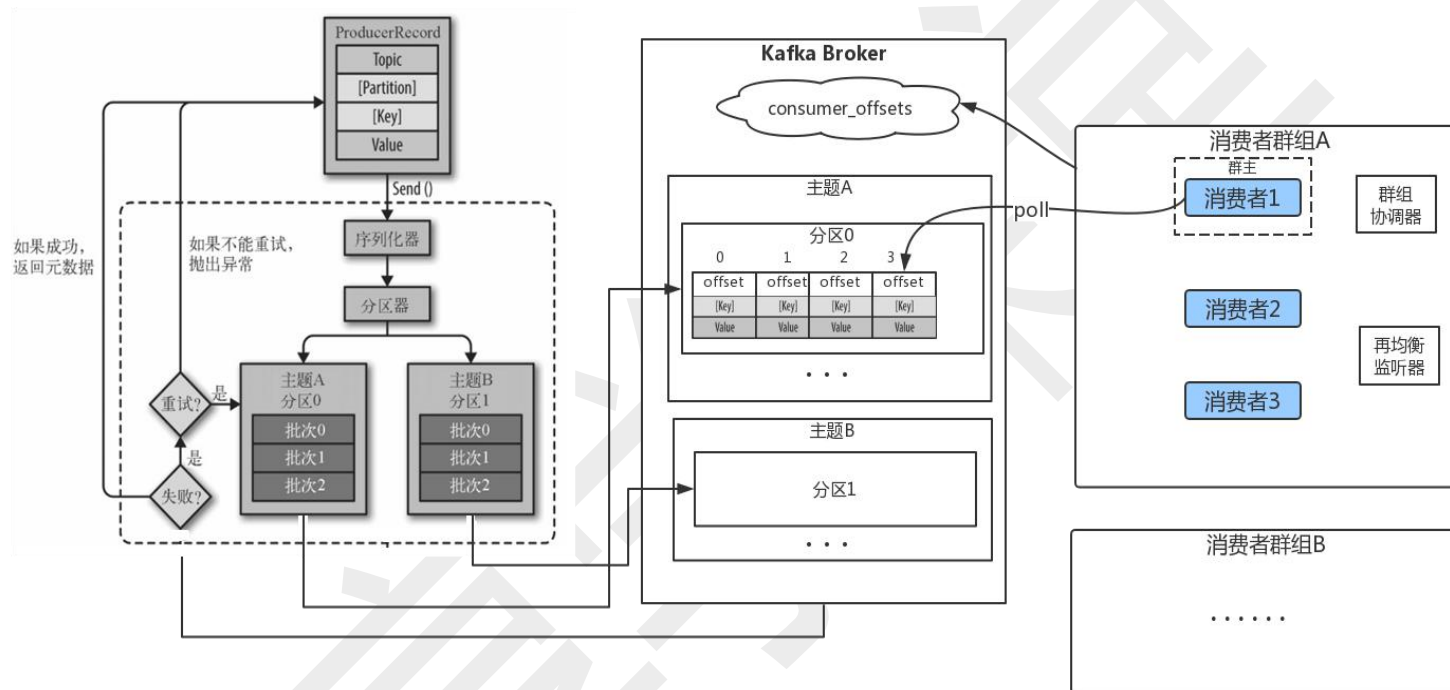 ProducerRecord
Topic
[Partition]
[Key]
Value
Send ()
如果成功，
返回元数据
如果不能重试，
抛出异常
序列化器
分区器
主题A
分区0
批次0
批次1
批次2
主题B
分区1
批次0
批次1
批次2
重试?
是
是
失败?
Kafka Broker
consumer_offsets
主题A
分区0
0 1 2 3
offset offset offset offset
[Key] [Key] [Key] [Key]
Value Value Value Value
. . .
主题B
分区1
. . .
poll
消费者群组A
群主
消费者1
群组
协调器
消费者2
再均衡
监听器
消费者3
消费者群组B
. . . . . .